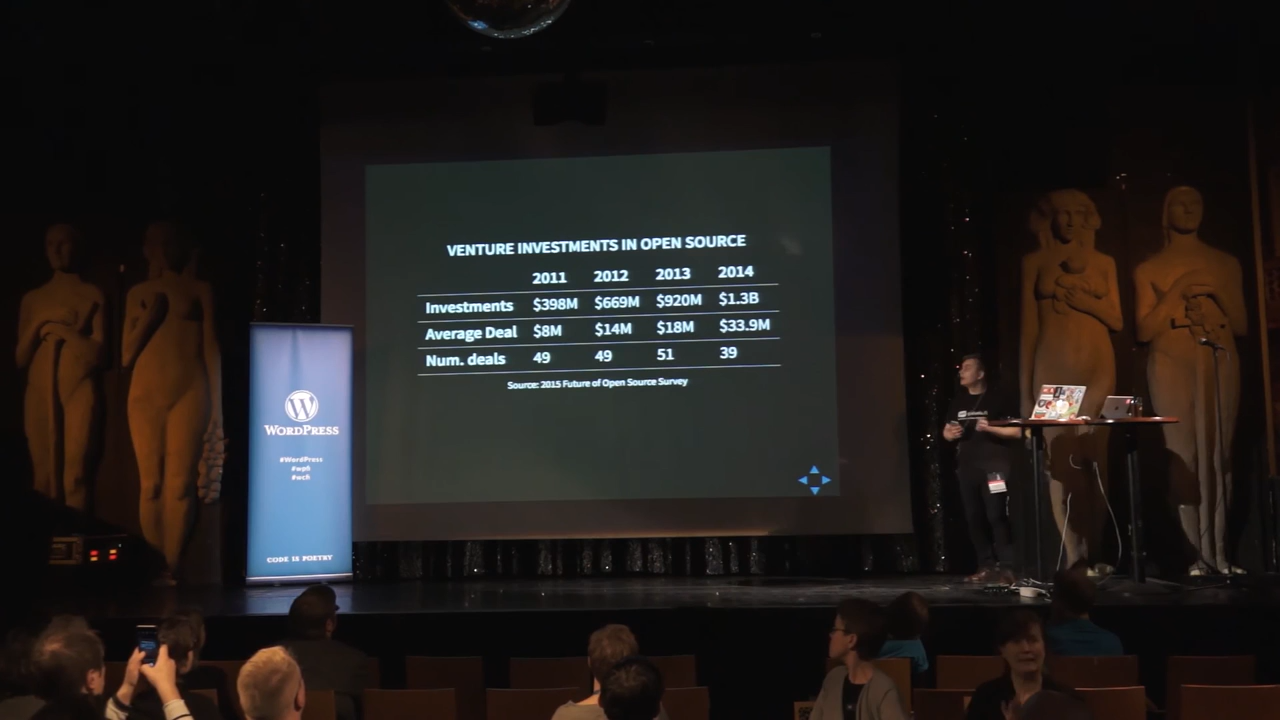 VENTURE INVESTMENTS IN OPEN SOURCE
2011 2012 2013 2014
Investments $398M $669M $920M $1.3B
Average Deal $8M $14M $18M $33.9M
Num. deals 49 49 51 39
Source: 2015 Future of Open Source Survey
WORDPRESS
#WordPress
#wpfi
#wcfi
CODE IS POETRY